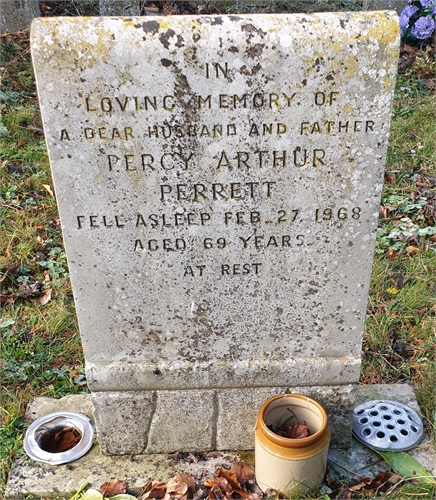 IN
LOVING MEMORY OF
A DEAR HUSBAND AND FATHER
PERCY ARTHUR
PERRETT
FELL ASLEEP FEB. 27, 1968
AGED 69 YEARS
AT REST